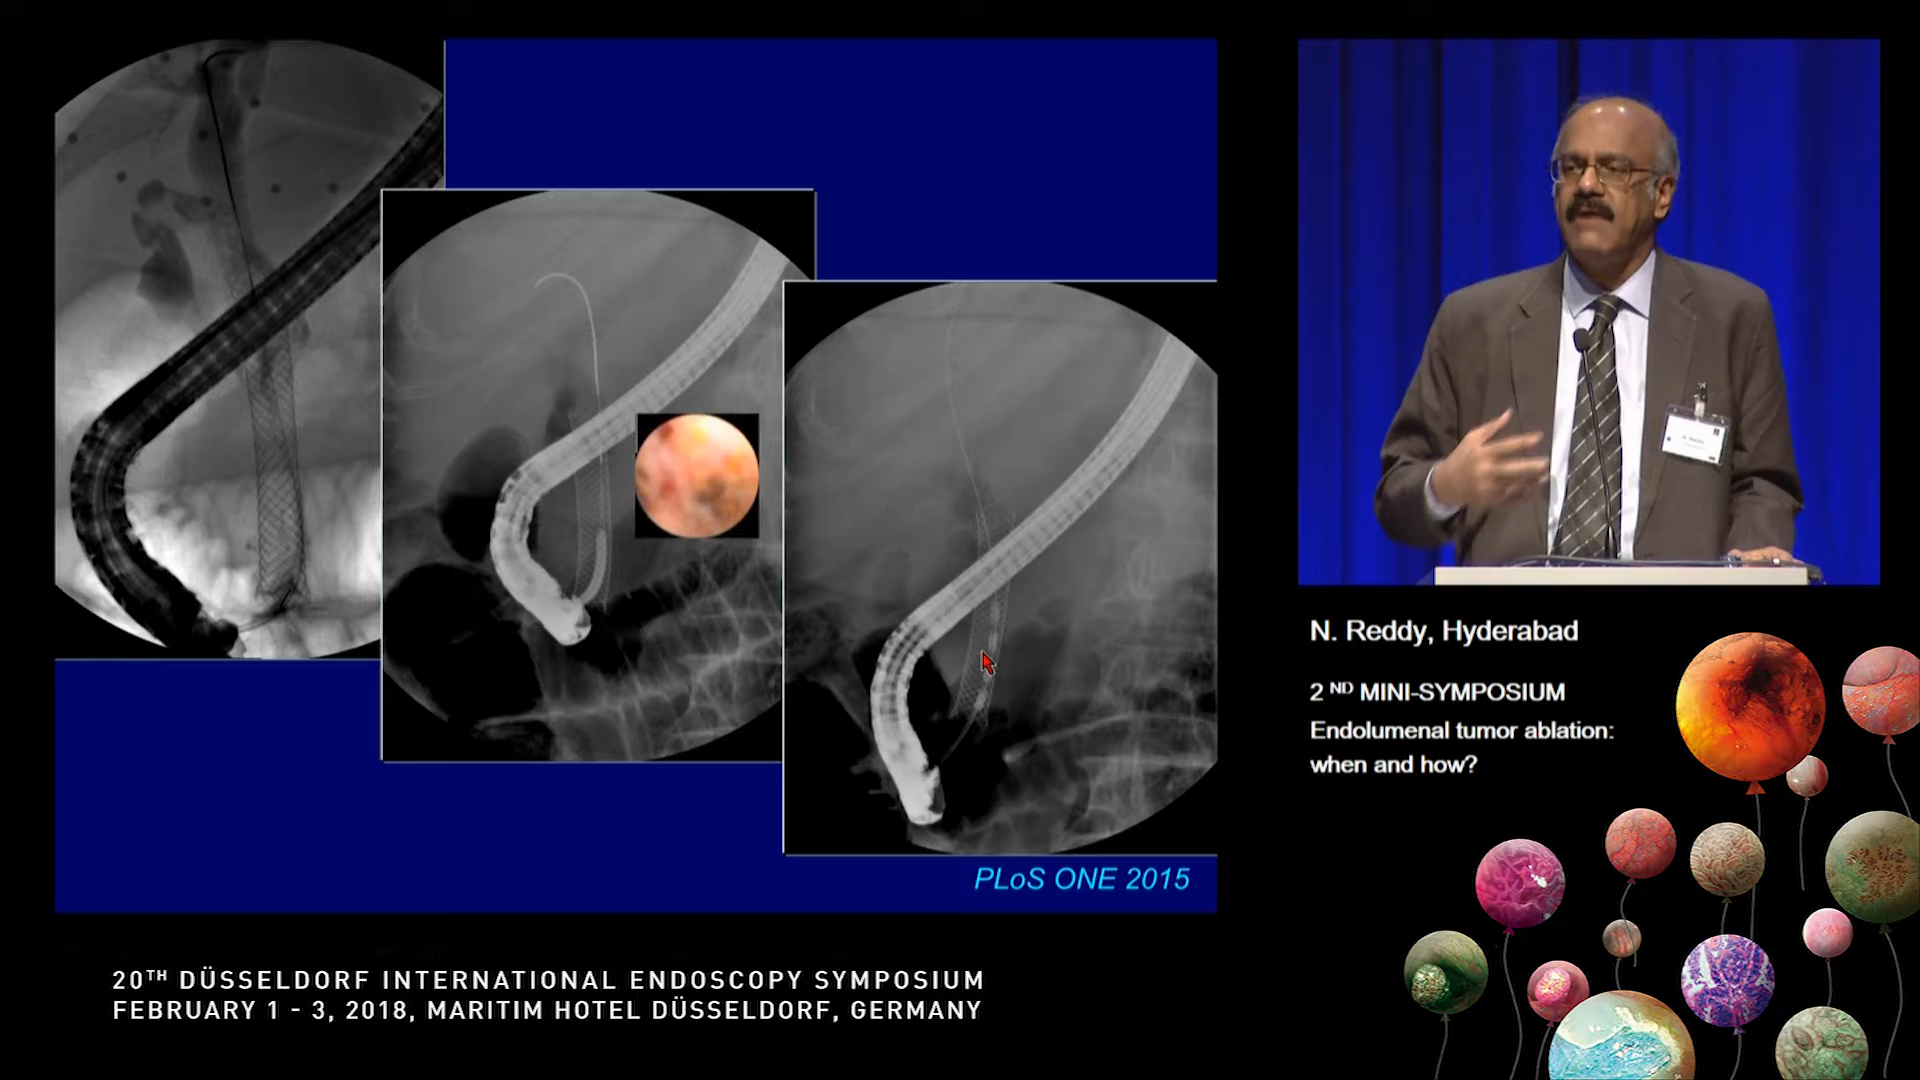 PLoS ONE 2015
N. Reddy, Hyderabad
2 ND MINI-SYMPOSIUM
Endolumenal tumor ablation:
when and how?
20TH DÜSSELDORF INTERNATIONAL ENDOSCOPY SYMPOSIUM
FEBRUARY 1 - 3, 2018, MARITIM HOTEL DÜSSELDORF, GERMANY